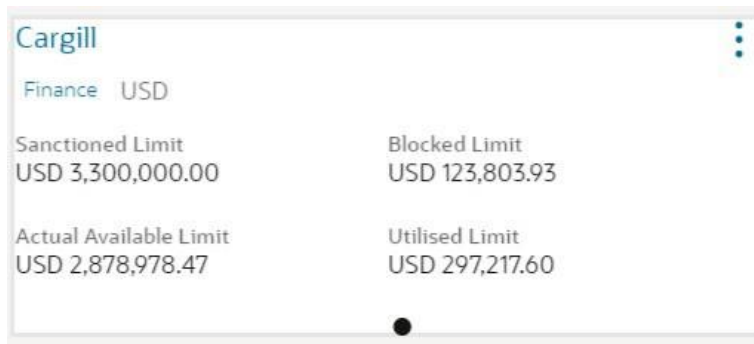 Cargill
Finance USD
Sanctioned Limit
USD 3,300,000.00
Blocked Limit
USD 123,803.93
Actual Available Limit
USD 2,878,978.47
Utilised Limit
USD 297,217.60